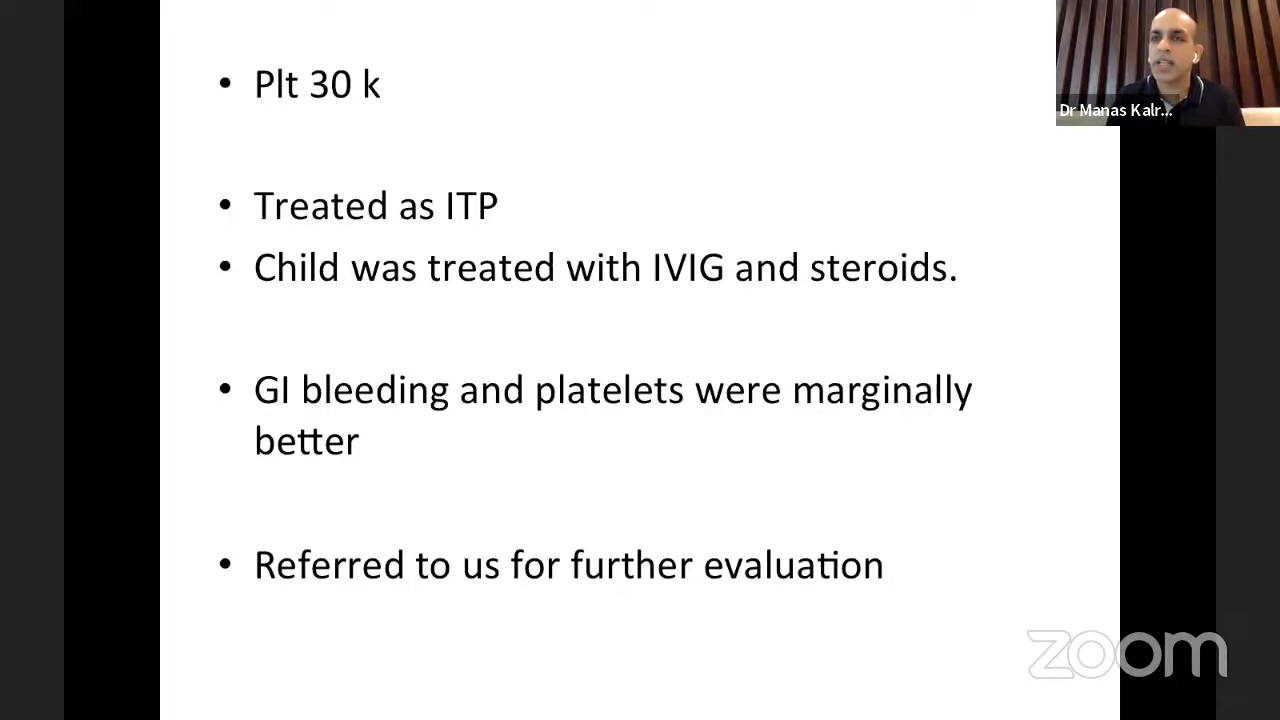 • Plt 30 k
• Treated as ITP
• Child was treated with IVIG and steroids.
• GI bleeding and platelets were marginally
better
• Referred to us for further evaluation
Dr Manas Kalr...
zoom